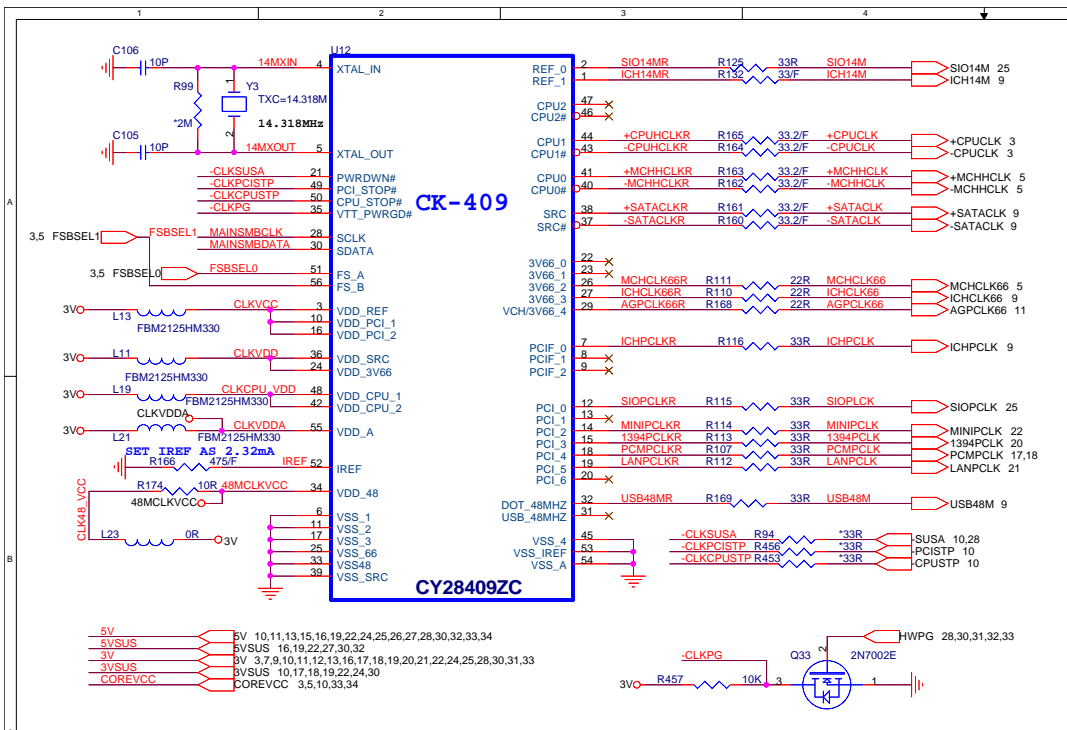 1 2 3 4
A
B
U12
CK-409
CY28409ZC
C106
10P
14MXIN 4 XTAL_IN
R99
*2M
1
Y3
TXC=14.318M
14.318MHz
2
C105
10P
14MXOUT 5 XTAL_OUT
-CLKSUSA 21 PWRDWN#
-CLKPCISTP 49 PCI_STOP#
-CLKCPUSTP 50 CPU_STOP#
-CLKPG 35 VTT_PWRGD#
3,5 FSBSEL1 FSBSEL1 MAINSMBCLK 28 SCLK
MAINSMBDATA 30 SDATA
3,5 FSBSEL0 FSBSEL0 51 FS_A
56 FS_B
3V CLKVCC 3 VDD_REF
L13 10 VDD_PCI_1
FBM2125HM330 16 VDD_PCI_2
3V L11 CLKVDD 36 VDD_SRC
24 VDD_3V66
FBM2125HM330
3V L19 CLKCPU_VDD 48 VDD_CPU_1
FBM2125HM330 42 VDD_CPU_2
CLKVDDA
3V L21 CLKVDDA 55 VDD_A
FBM2125HM330
SET IREF AS 2.32mA
R166 475/F IREF 52 IREF
R174 10R 48MCLKVCC 34 VDD_48
48MCLKVCC
CLK48_VCC
L23 0R 3V
6 VSS_1
11 VSS_2
17 VSS_3
25 VSS_66
33 VSS48
39 VSS_SRC
REF_0 2 SIO14MR R125 33R SIO14M SIO14M 25
REF_1 1 ICH14MR R132 33/F ICH14M ICH14M 9
CPU2 47
CPU2# 46
CPU1 44 +CPUHCLKR R165 33.2/F +CPUCLK +CPUCLK 3
CPU1# 43 -CPUHCLKR R164 33.2/F -CPUCLK -CPUCLK 3
CPU0 41 +MCHHCLKR R163 33.2/F +MCHHCLK +MCHHCLK 5
CPU0# 40 -MCHHCLKR R162 33.2/F -MCHHCLK -MCHHCLK 5
SRC 38 +SATACLKR R161 33.2/F +SATACLK +SATACLK 9
SRC# 37 -SATACLKR R160 33.2/F -SATACLK -SATACLK 9
3V66_0 22
3V66_1 23
3V66_2 26 MCHCLK66R R111 22R MCHCLK66 MCHCLK66 5
3V66_3 27 ICHCLK66R R110 22R ICHCLK66 ICHCLK66 9
VCH/3V66_4 29 AGPCLK66R R168 22R AGPCLK66 AGPCLK66 11
PCIF_0 7 ICHPCLKR R116 33R ICHPCLK ICHPCLK 9
PCIF_1 8
PCIF_2 9
PCI_0 12 SIOPCLKR R115 33R SIOPLCK SIOPCLK 25
PCI_1 13
PCI_2 14 MINIPCLKR R114 33R MINIPCLK MINIPCLK 22
PCI_3 15 1394PCLKR R113 33R 1394PCLK 1394PCLK 20
PCI_4 18 PCMPCLKR R107 33R PCMPCLK PCMPCLK 17,18
PCI_5 19 LANPCLKR R112 33R LANPCLK LANPCLK 21
PCI_6 20
DOT_48MHZ 32 USB48MR R169 33R USB48M USB48M 9
USB_48MHZ 31
VSS_4 45
VSS_IREF 53
VSS_A 54
-CLKSUSA R94 *33R -SUSA 10,28
-CLKPCISTP R456 *33R -PCISTP 10
-CLKCPUSTP R453 *33R -CPUSTP 10
5V 5V 10,11,13,15,16,19,22,24,25,26,27,28,30,32,33,34
5VSUS 5VSUS 16,19,22,27,30,32
3V 3V 3,7,9,10,11,12,13,16,17,18,19,20,21,22,24,25,28,30,31,33
3VSUS 3VSUS 10,17,18,19,22,24,30
COREVCC COREVCC 3,5,10,33,34
HWPG 28,30,31,32,33
-CLKPG
Q33 2 2N7002E
3V R457 10K 3 1